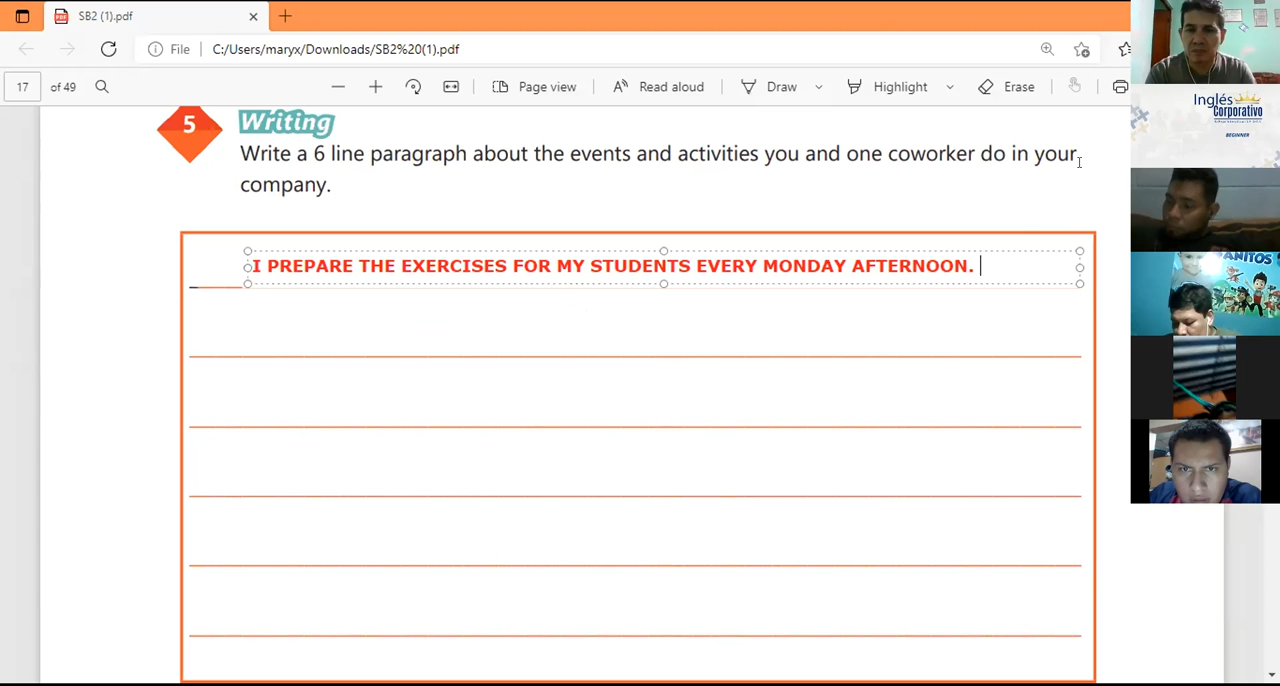 SB2 (1).pdf
File C:/Users/maryx/Downloads/SB2%20(1).pdf
17 of 49 Page view Read aloud Draw Highlight Erase
5 Writing
Write a 6 line paragraph about the events and activities you and one coworker do in your
company.
I PREPARE THE EXERCISES FOR MY STUDENTS EVERY MONDAY AFTERNOON.
Inglés
Corporativo
BEGINNER